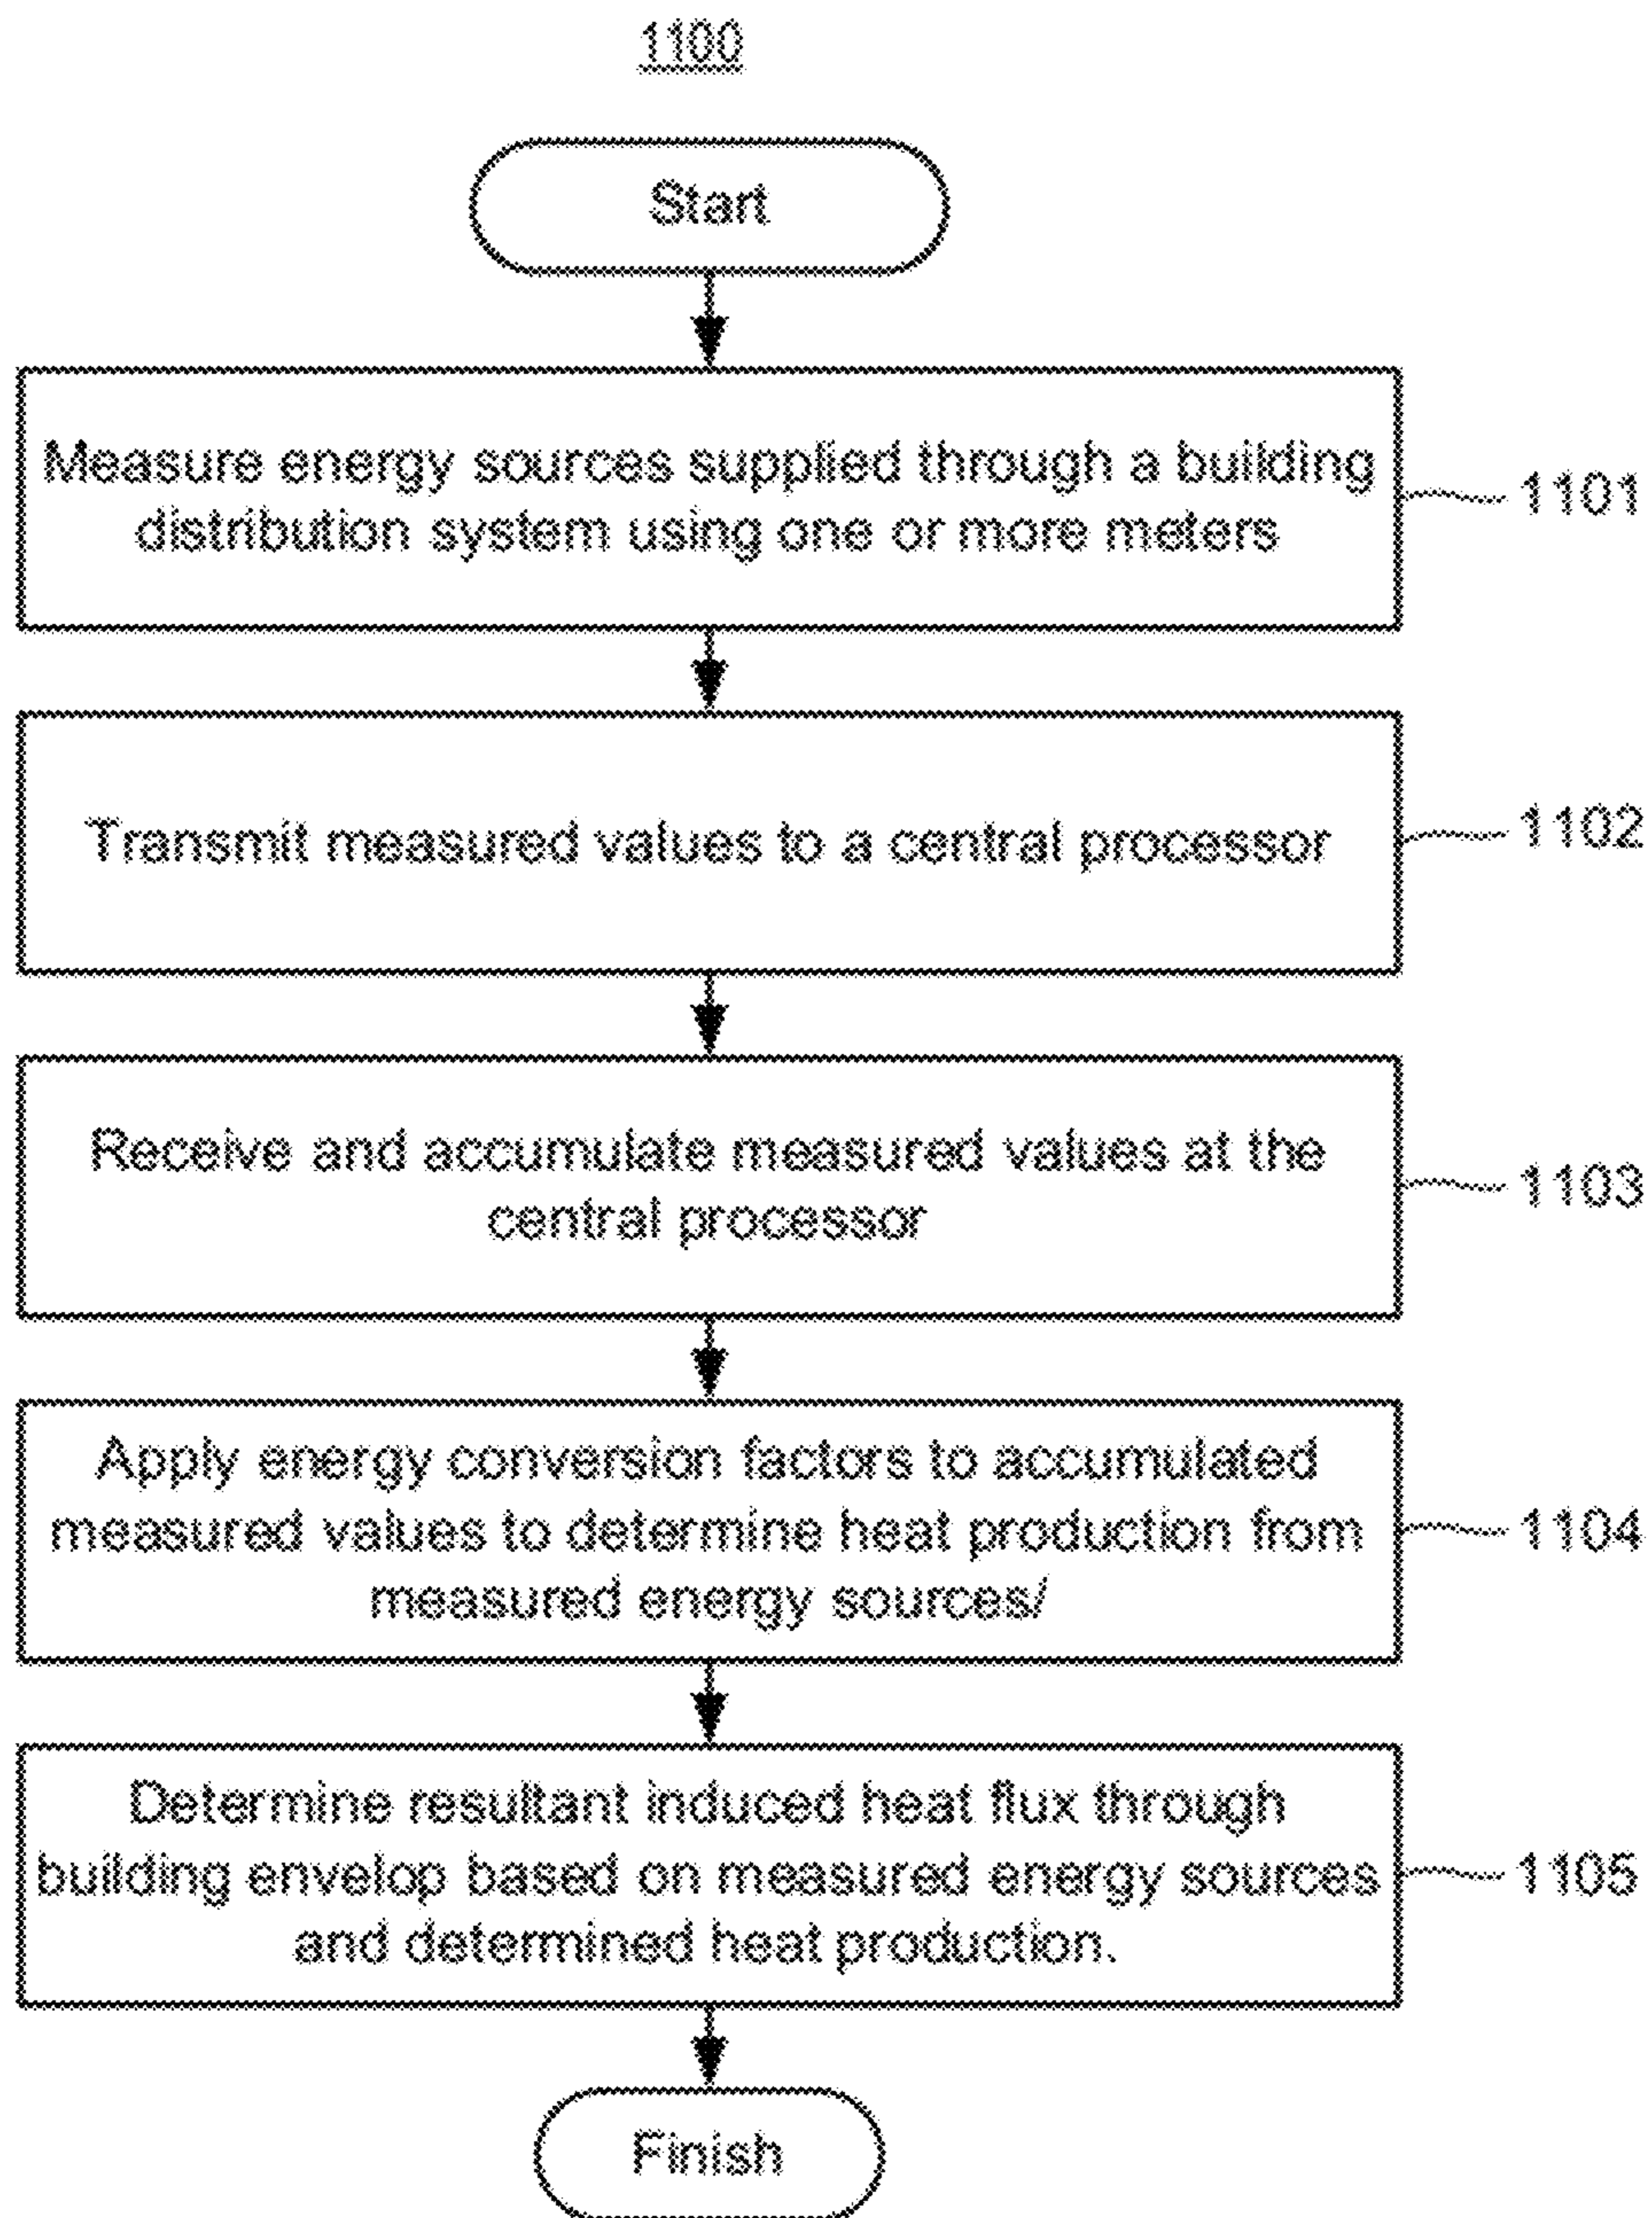 1100
Start
Measure energy sources supplied through a building
distribution system using one or more meters
1101
Transmit measured values to a central processor
1102
Receive and accumulate measured values at the
central processor
1103
Apply energy conversion factors to accumulated
measured values to determine heat production from
measured energy sources/
1104
Determine resultant induced heat flux through
building envelop based on measured energy sources
and determined heat production.
1105
Finish